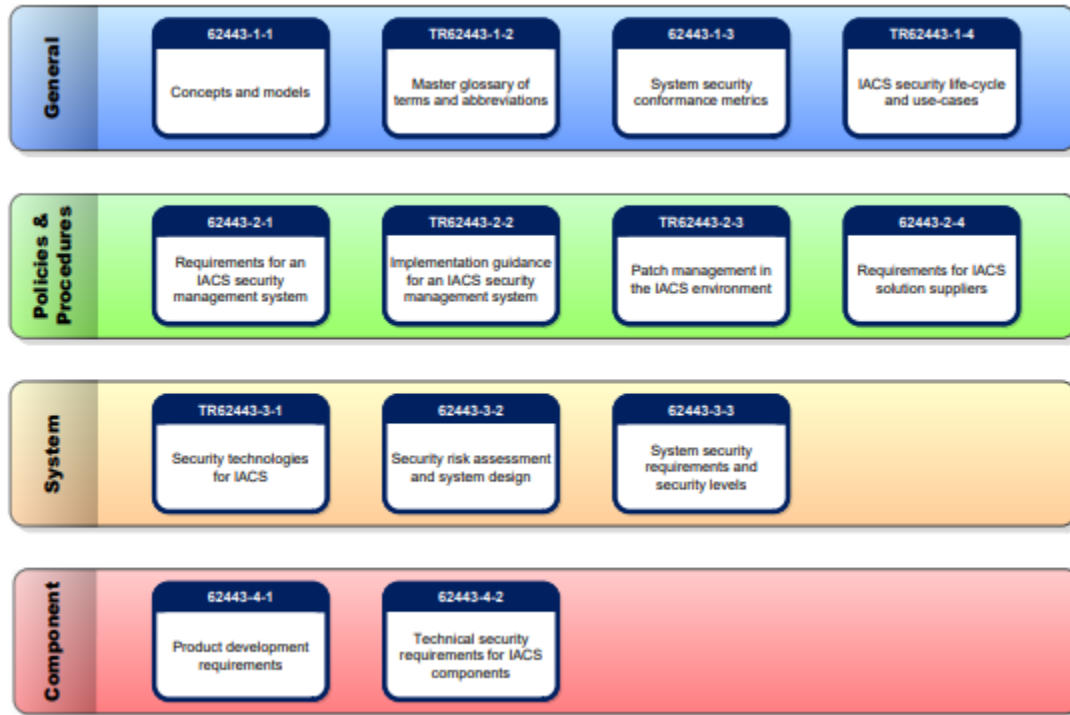 General
62443-1-1
Concepts and models
TR62443-1-2
Master glossary of
terms and abbreviations
62443-1-3
System security
conformance metrics
TR62443-1-4
IACS security life-cycle
and use-cases
Policies &
Procedures
62443-2-1
Requirements for an
IACS security
management system
TR62443-2-2
Implementation guidance
for an IACS security
management system
TR62443-2-3
Patch management in
the IACS environment
62443-2-4
Requirements for IACS
solution suppliers
System
TR62443-3-1
Security technologies
for IACS
62443-3-2
Security risk assessment
and system design
62443-3-3
System security
requirements and
security levels
Component
62443-4-1
Product development
requirements
62443-4-2
Technical security
requirements for IACS
components